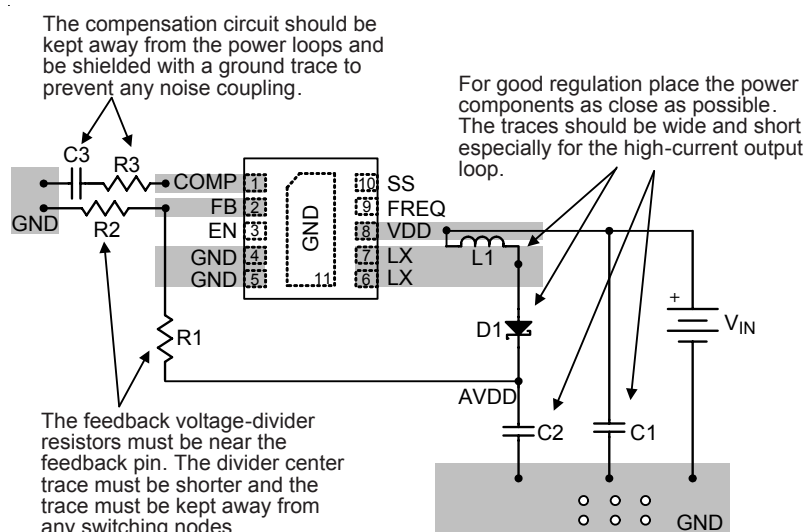 The compensation circuit should be
kept away from the power loops and
be shielded with a ground trace to
prevent any noise coupling.
For good regulation place the power
components as close as possible.
The traces should be wide and short
especially for the high-current output
loop.
C3
R3
COMP
1
10
SS
FB
2
9
FREQ
GND
R2
EN
3
GND
8
VDD
GND
4
7
LX
L1
GND
5
11
6
LX
R1
D1
+
VIN
AVDD
C2
C1
The feedback voltage-divider
resistors must be near the
feedback pin. The divider center
trace must be shorter and the
trace must be kept away from
any switching nodes
GND